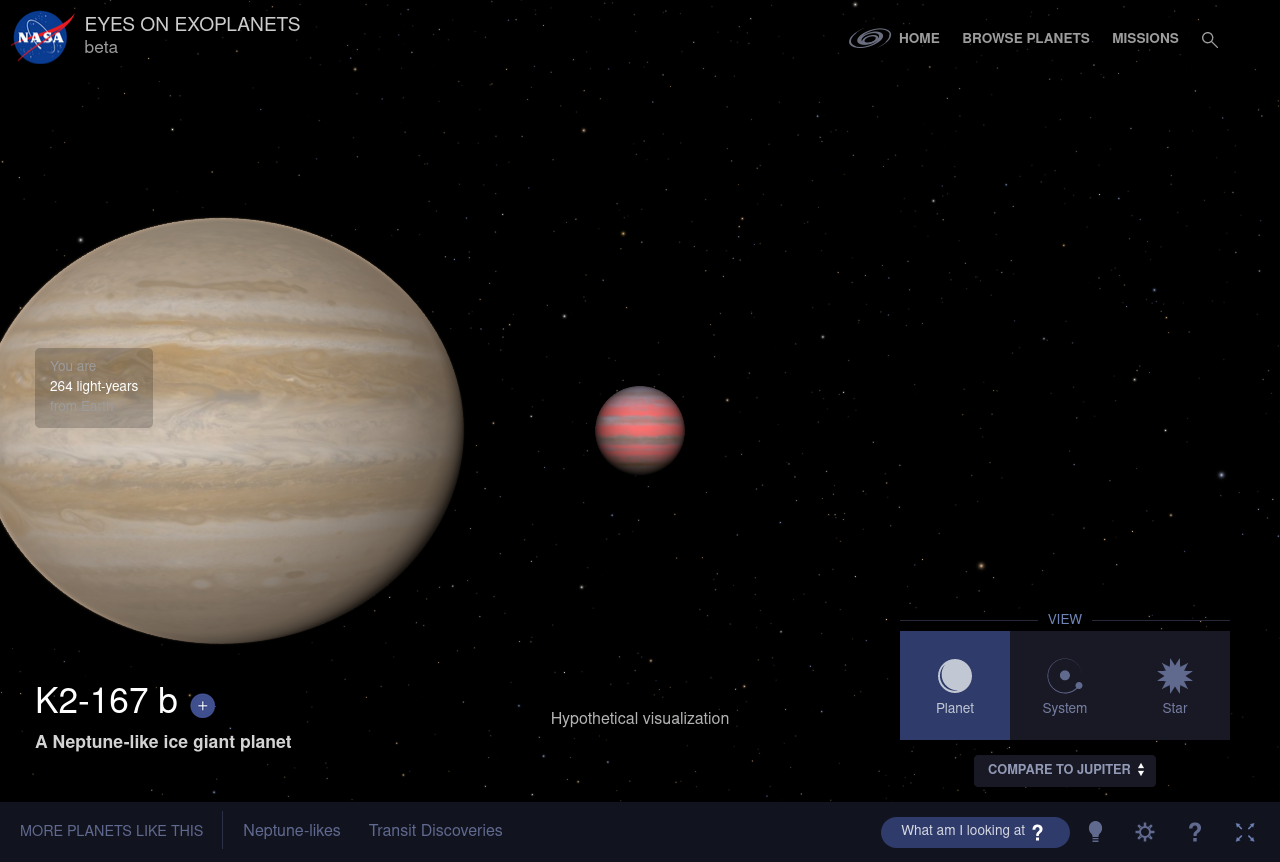 NASA
EYES ON EXOPLANETS
beta
HOME
BROWSE PLANETS
MISSIONS
You are
264 light-years
from Earth
VIEW
Planet
System
Star
K2-167 b +
A Neptune-like ice giant planet
Hypothetical visualization
COMPARE TO JUPITER
MORE PLANETS LIKE THIS
Neptune-likes
Transit Discoveries
What am I looking at ?
?